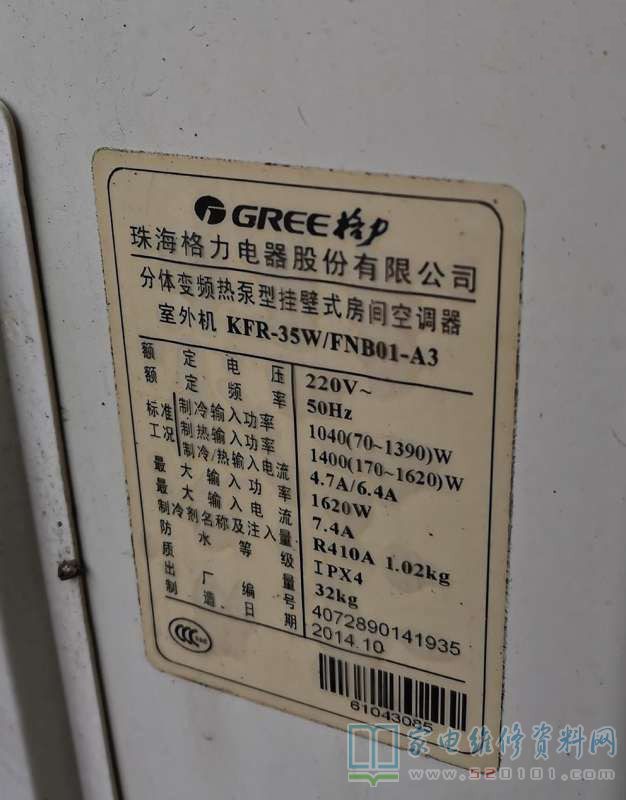 GREE 格力
珠海格力电器股份有限公司
分体变频热泵型挂壁式房间空调器
室外机 KFR-35W/FNB01-A3
额定电压 220V~
额定频率 50Hz
标准工况 制冷输入功率 1040(70~1390)W
制热输入功率 1400(170~1620)W
制冷/热输入电流 4.7A/6.4A
最大输入功率 1620W
最大输入电流 7.4A
制冷剂名称及注入量 R410A 1.02kg
防水等级 IPX4
质量 32kg
出厂编号 4072890141935
制造日期 2014.10
61043085
家电维修资料网
www.520101.com